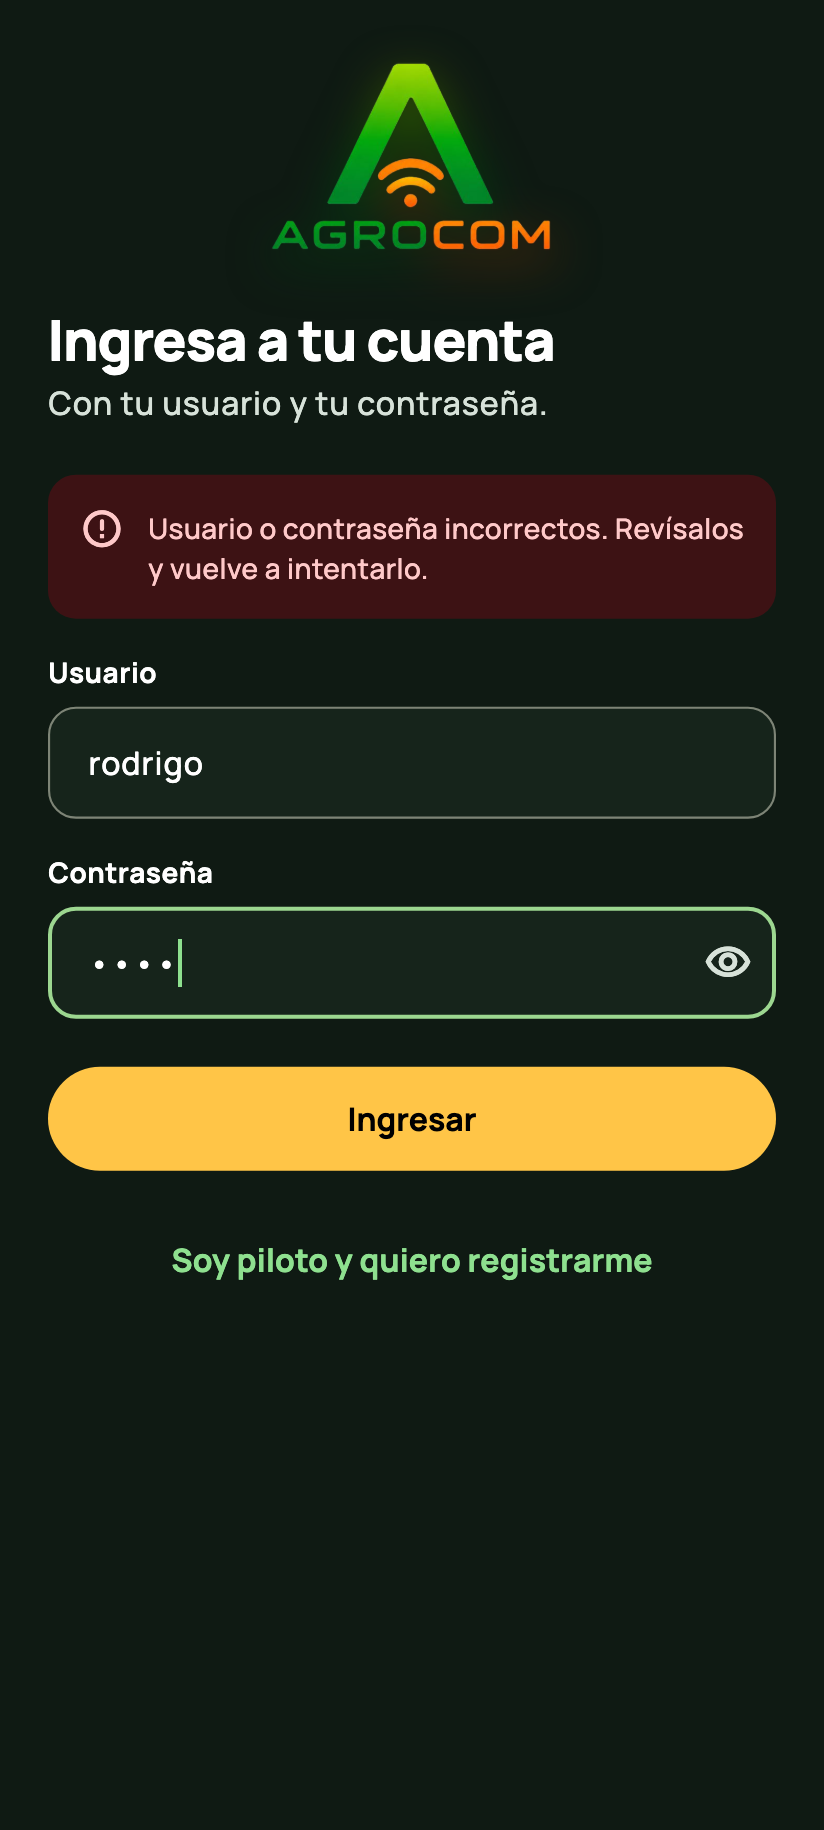 AGROCOM
Ingresa a tu cuenta
Con tu usuario y tu contraseña.
Usuario o contraseña incorrectos. Revísalos
y vuelve a intentarlo.
Usuario
rodrigo
Contraseña
••••
Ingresar
Soy piloto y quiero registrarme